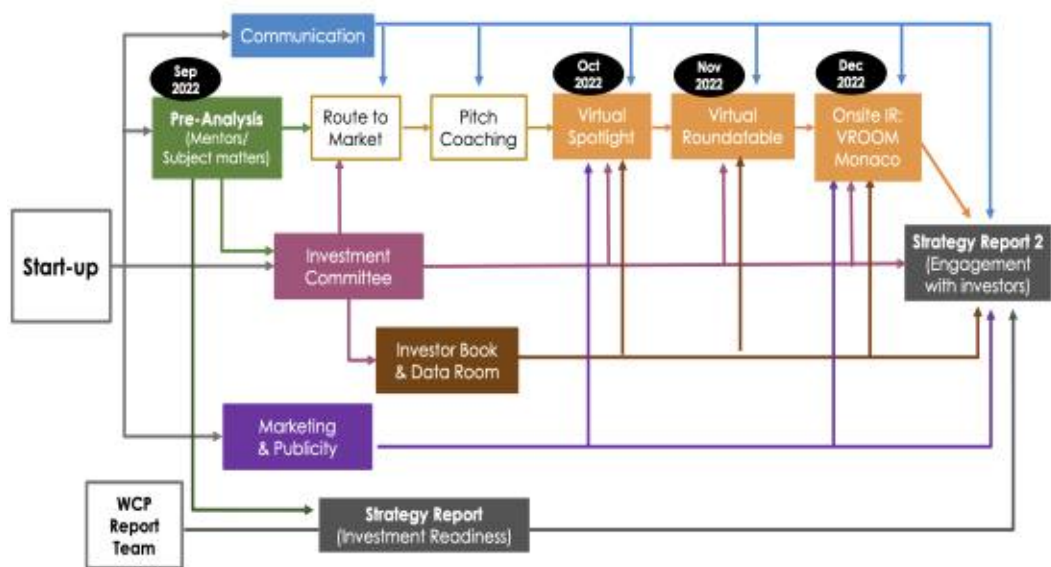 Communication
Sep
2022
Oct
2022
Nov
2022
Dec
2022
Pre-Analysis
(Mentors/
Subject matters)
Route to
Market
Pitch
Coaching
Virtual
Spotlight
Virtual
Roundatable
Onsite IR:
VROOM
Monaco
Start-up
Investment
Committee
Strategy Report 2
(Engagement
with investors)
Investor Book
& Data Room
Marketing
& Publicity
WCP
Report
Team
Strategy Report
(Investment Readiness)